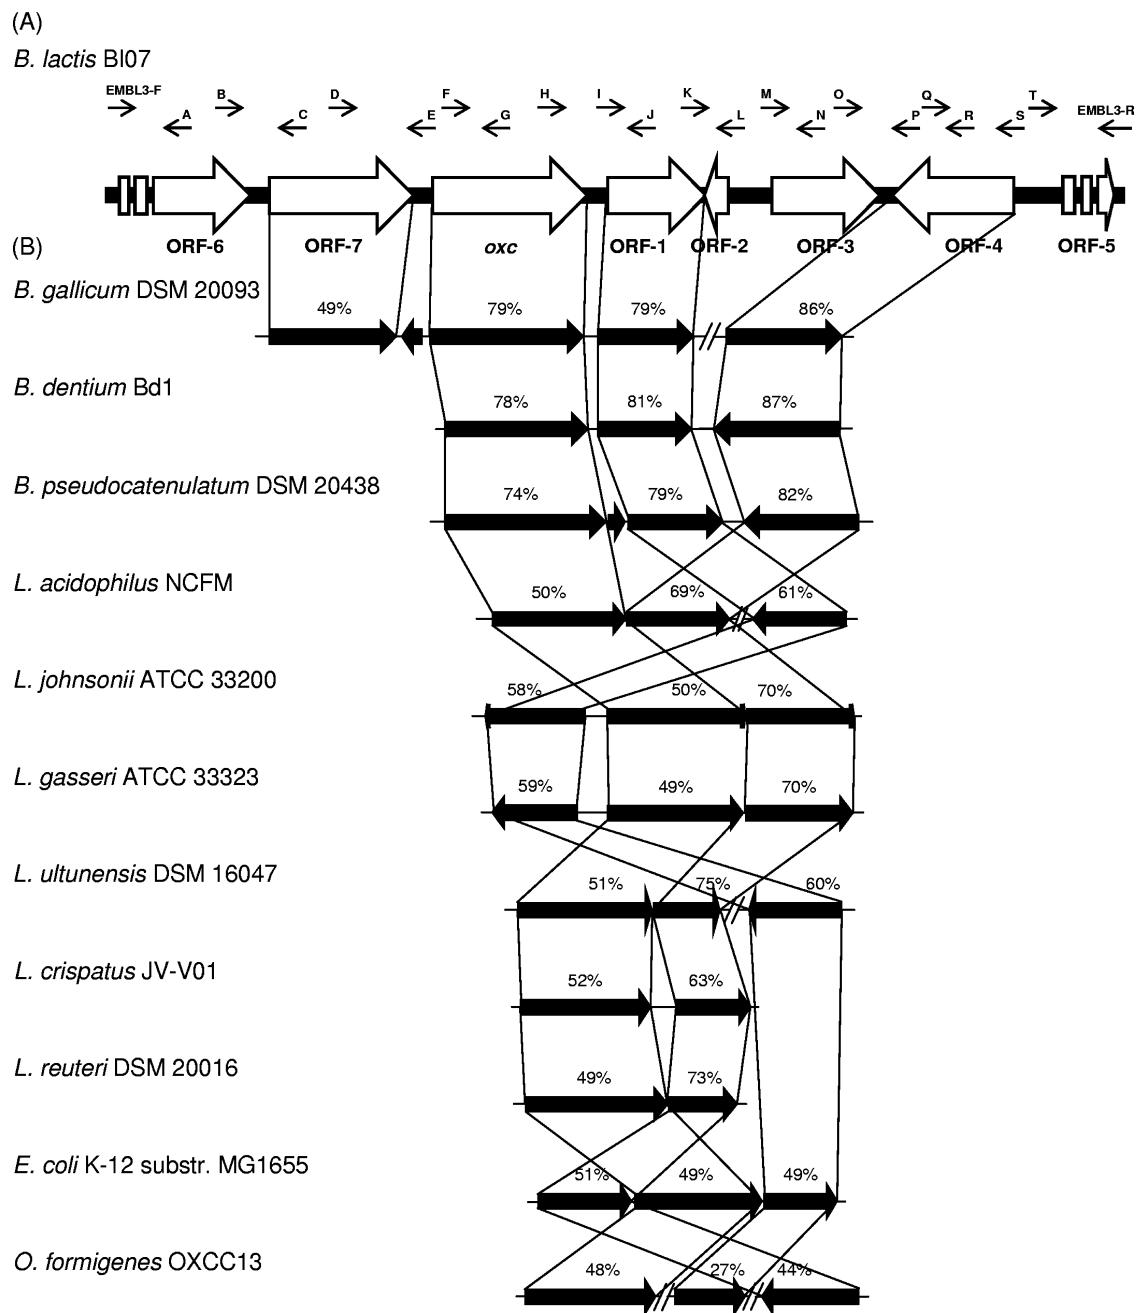 (A)
B. lactis Bl07
EMBL3-F B D F H I K M O Q T
A C E G J L N P R S EMBL3-R
ORF-6 ORF-7 oxc ORF-1 ORF-2 ORF-3 ORF-4 ORF-5
(B)
B. gallicum DSM 20093
49% 79% 79% 86%
B. dentium Bd1
78% 81% 87%
B. pseudocatenulatum DSM 20438
74% 79% 82%
L. acidophilus NCFM
50% 69% 61%
L. johnsonii ATCC 33200
58% 50% 70%
L. gasseri ATCC 33323
59% 49% 70%
L. ultunensis DSM 16047
51% 75% 60%
L. crispatus JV-V01
52% 63%
L. reuteri DSM 20016
49% 73%
E. coli K-12 substr. MG1655
51% 49% 49%
O. formigenes OXCC13
48% 27% 44%